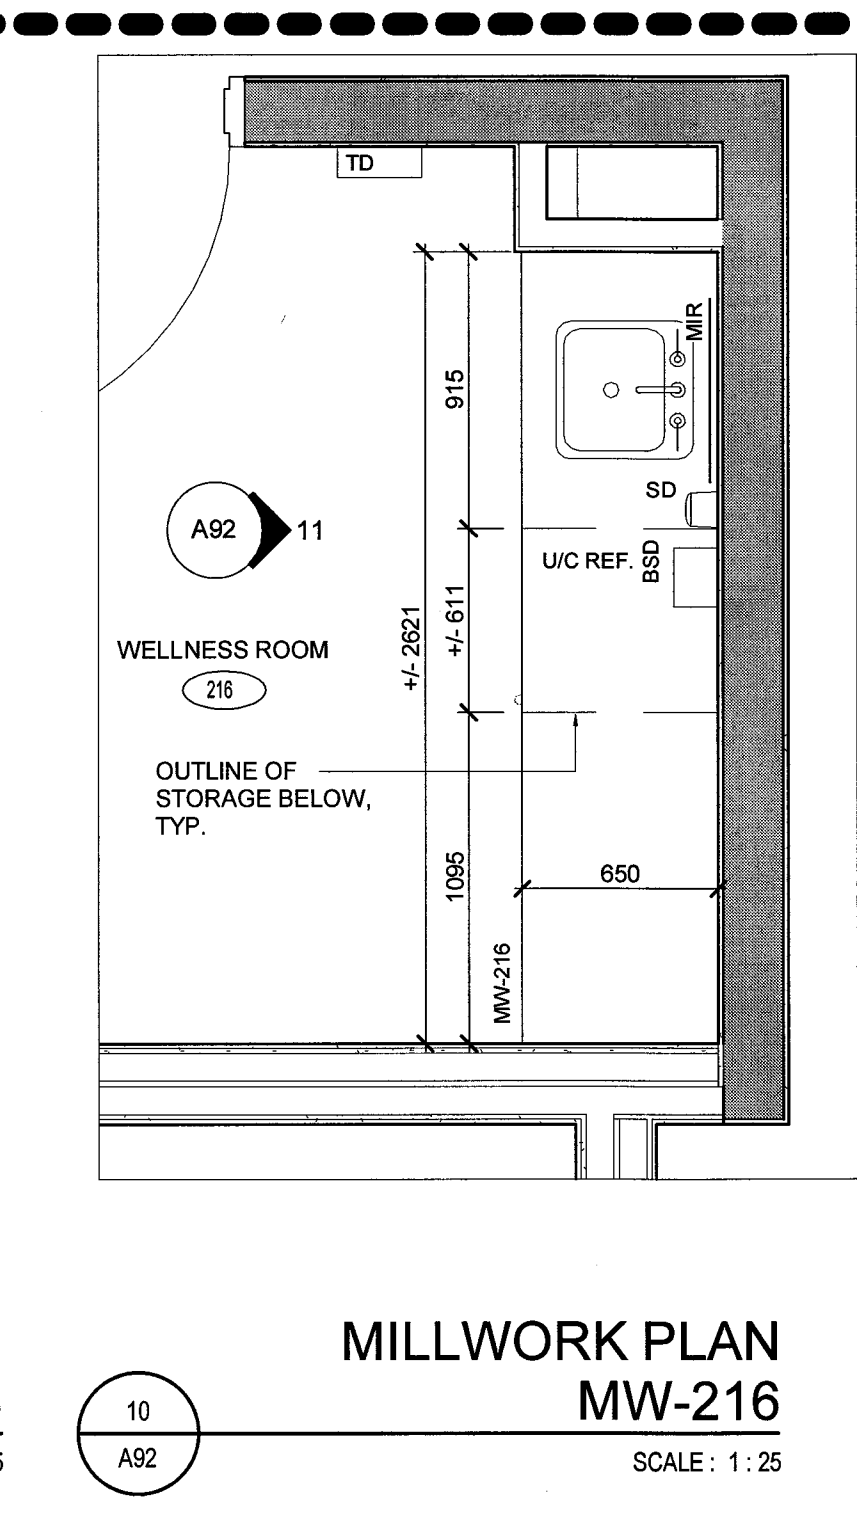 TD
MIR
915
SD
A92
11
U/C REF.
BSD
+/- 611
+/- 2621
WELLNESS ROOM
216
OUTLINE OF
STORAGE BELOW,
TYP.
1095
650
MW-216
MILLWORK PLAN
MW-216
10
A92
SCALE : 1 : 25